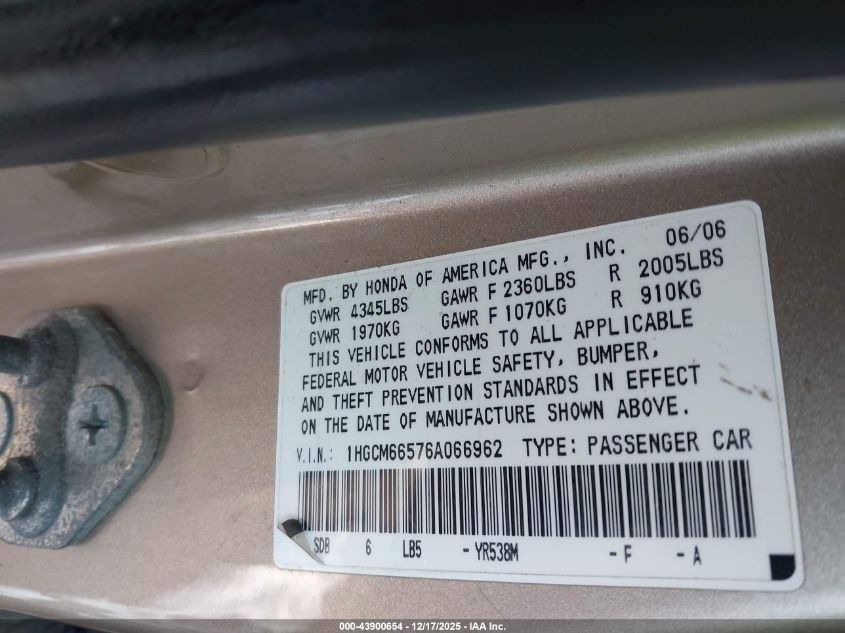 MFD. BY HONDA OF AMERICA MFG., INC. 06/06
GVWR 4345LBS GAWR F 2360LBS R 2005LBS
GVWR 1970KG GAWR F 1070KG R 910KG
THIS VEHICLE CONFORMS TO ALL APPLICABLE
FEDERAL MOTOR VEHICLE SAFETY, BUMPER,
AND THEFT PREVENTION STANDARDS IN EFFECT
ON THE DATE OF MANUFACTURE SHOWN ABOVE.
V.I.N.: 1HGCM66576A066962 TYPE: PASSENGER CAR
SDB 6 LB5 - YR538M - F - A
000-43900654 | 12/17/2025 - IAA Inc.